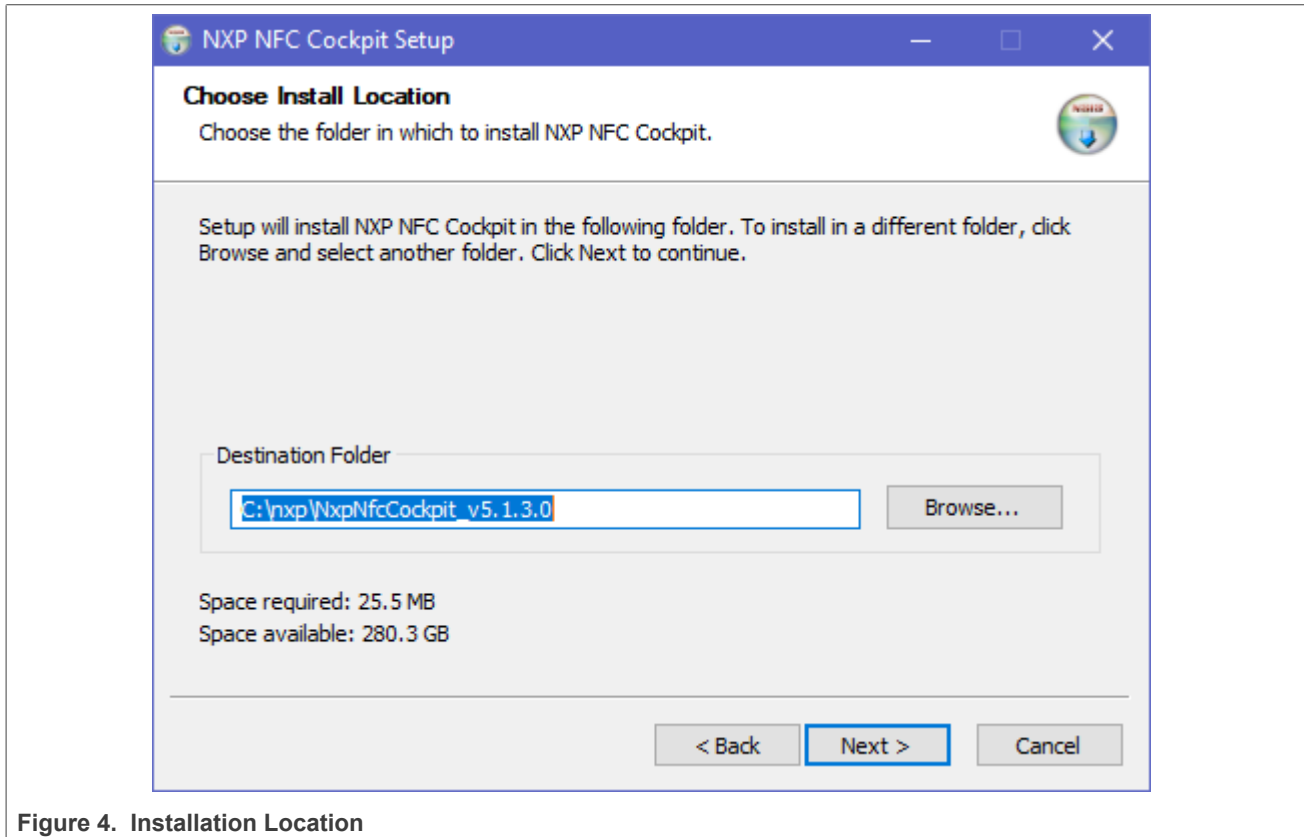 NXP NFC Cockpit Setup
Choose Install Location
Choose the folder in which to install NXP NFC Cockpit.
Setup will install NXP NFC Cockpit in the following folder. To install in a different folder, click
Browse and select another folder. Click Next to continue.
Destination Folder
C:\nxp\NxpNfcCockpit_v5.1.3.0
Browse...
Space required: 25.5 MB
Space available: 280.3 GB
< Back
Next >
Cancel
Figure 4. Installation Location